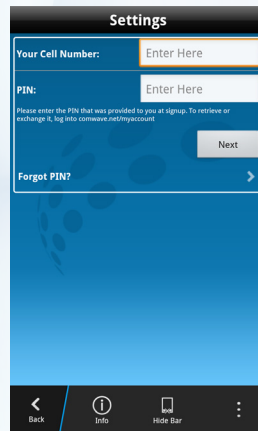 Settings
Your Cell Number: Enter Here
PIN: Enter Here
Please enter the PIN that was provided to you at signup. To retrieve or
exchange it, log into comwave.net/myaccount
Next
Forgot PIN?
Back Info Hide Bar